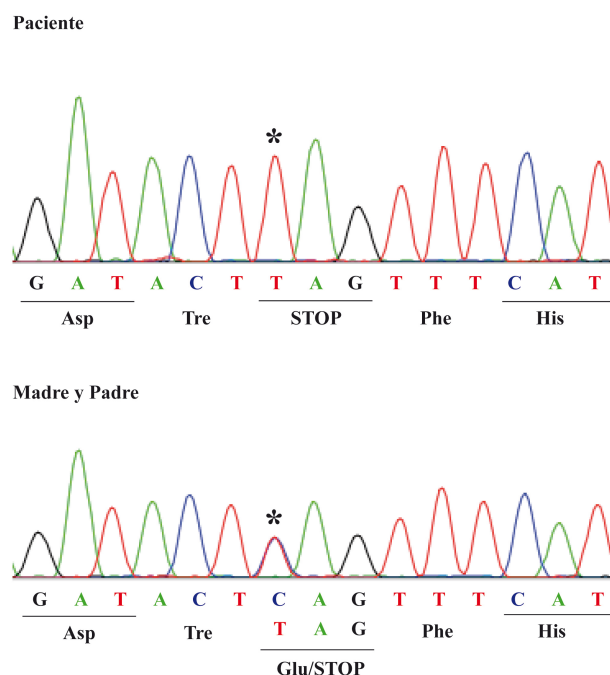 Paciente
*
G A T A C T T A G T T T C A T
Asp Tre STOP Phe His
Madre y Padre
*
G A T A C T C A G T T T C A T
Asp Tre T A G Phe His
Glu/STOP